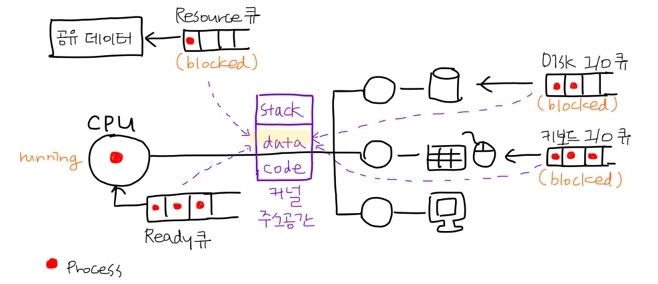 Resource 큐
공유 데이터
(blocked)
Disk I/O 큐
(blocked)
stack
data
code
커널
주소공간
CPU
running
키보드 I/O 큐
(blocked)
Ready 큐
Process